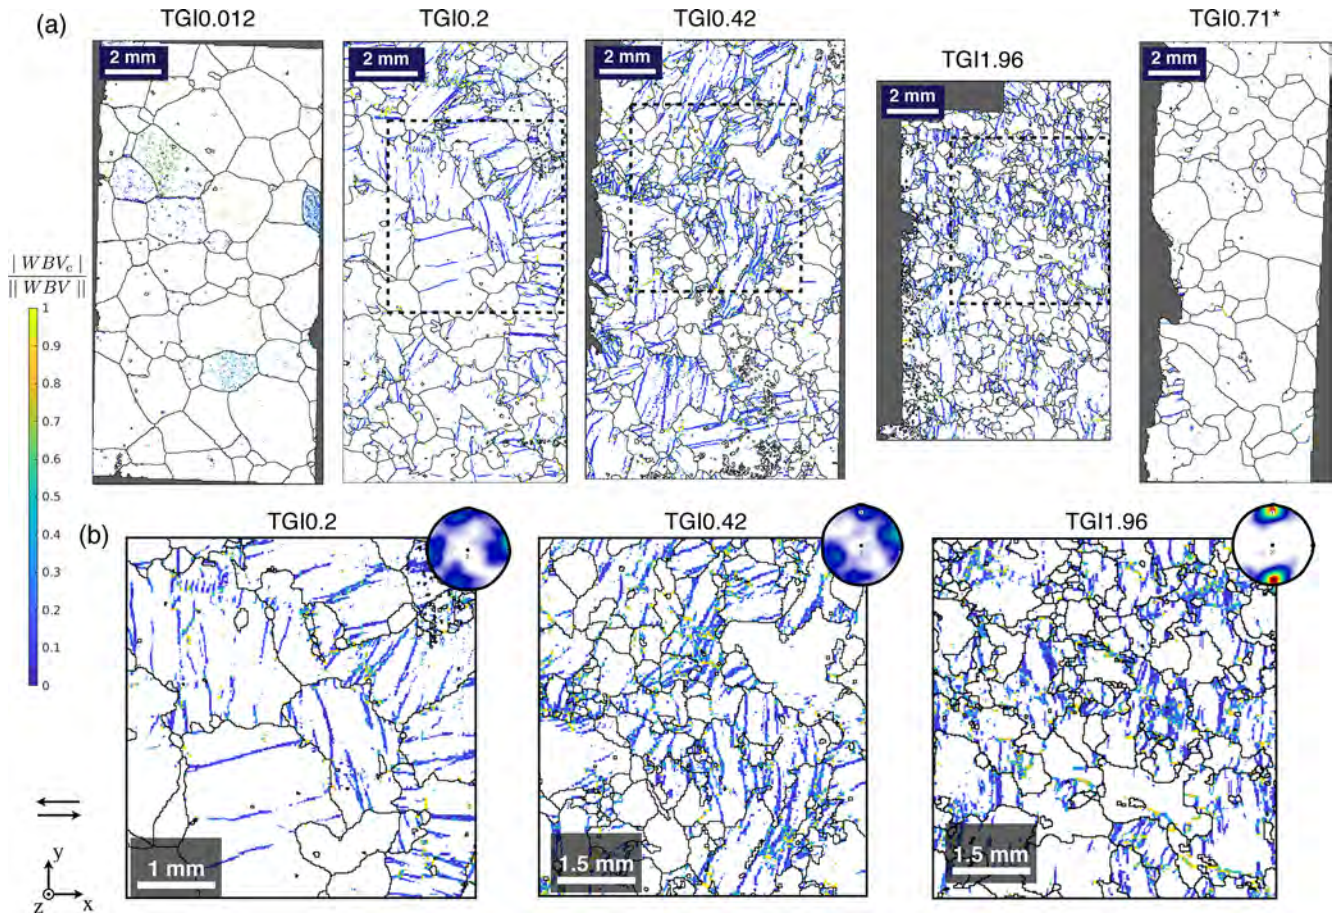 (a)
TGI0.012
TGI0.2
TGI0.42
TGI1.96
TGI0.71*
2 mm
2 mm
2 mm
2 mm
2 mm
| WBVc |
|| WBV ||
1
0.9
0.8
0.7
0.6
0.5
0.4
0.3
0.2
0.1
0
(b)
TGI0.2
TGI0.42
TGI1.96
1 mm
1.5 mm
1.5 mm
y
z
x